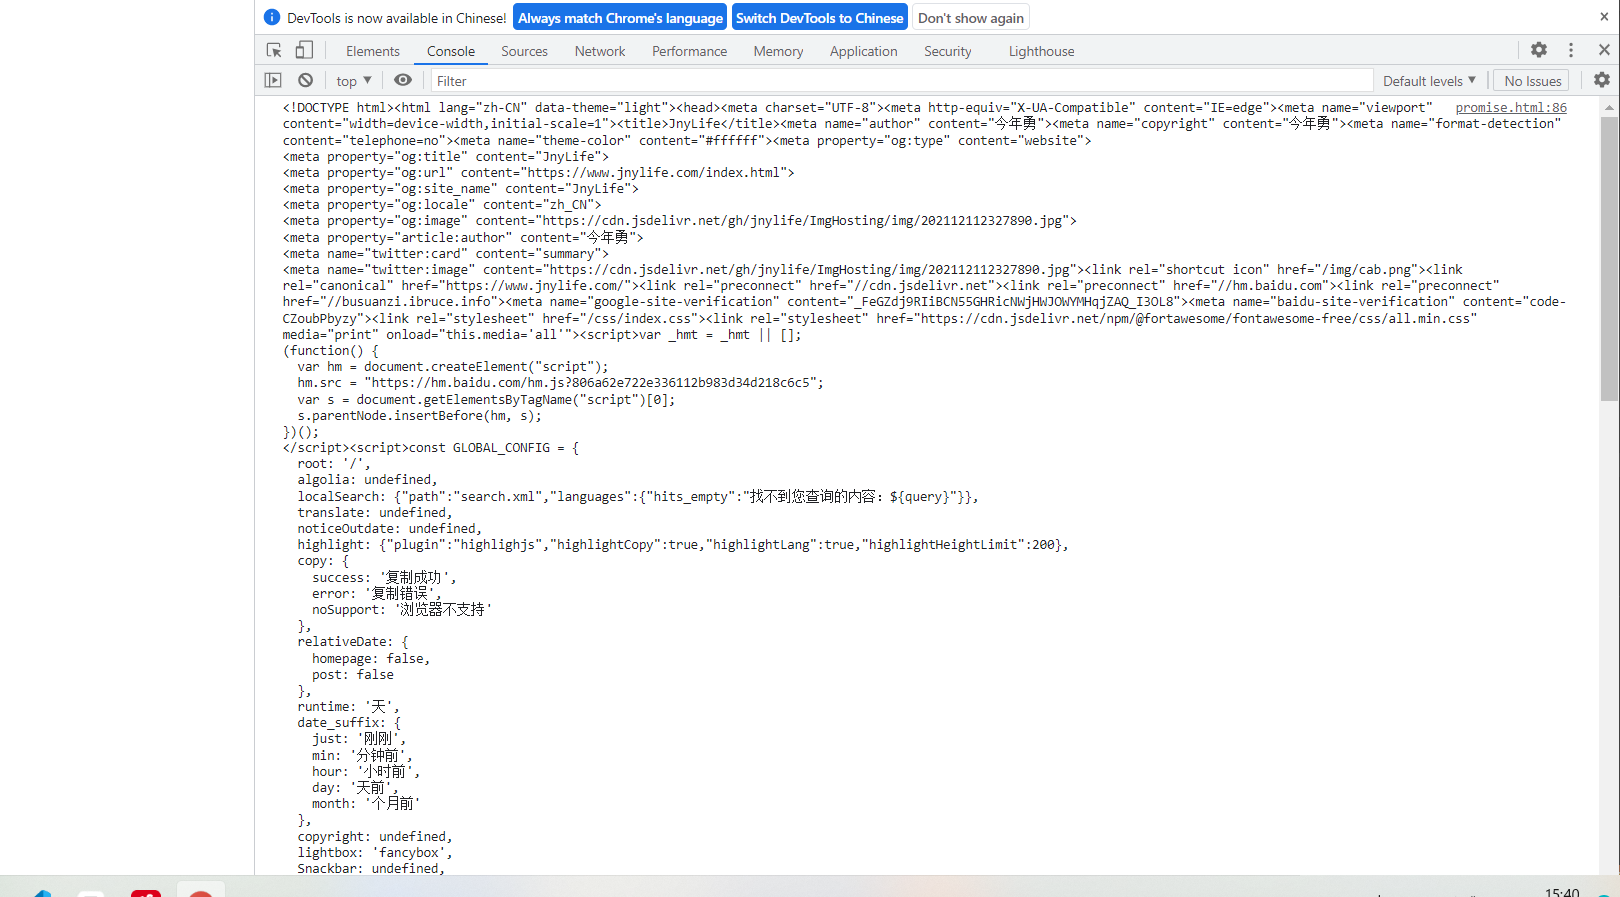 DevTools is now available in Chinese! Always match Chrome's language Switch DevTools to Chinese Don't show again
Elements Console Sources Network Performance Memory Application Security Lighthouse
top Filter Default levels No Issues
<!DOCTYPE html><html lang="zh-CN" data-theme="light"><head><meta charset="UTF-8"><meta http-equiv="X-UA-Compatible" content="IE=edge"><meta name="viewport" promise.html:86
content="width=device-width,initial-scale=1"><title>JnyLife</title><meta name="author" content="今年勇"><meta name="copyright" content="今年勇"><meta name="format-detection"
content="telephone=no"><meta name="theme-color" content="#ffffff"><meta property="og:type" content="website">
<meta property="og:title" content="JnyLife">
<meta property="og:url" content="https://www.jnylife.com/index.html">
<meta property="og:site_name" content="JnyLife">
<meta property="og:locale" content="zh_CN">
<meta property="og:image" content="https://cdn.jsdelivr.net/gh/jnylife/ImgHosting/img/202112112327890.jpg">
<meta property="article:author" content="今年勇">
<meta name="twitter:card" content="summary">
<meta name="twitter:image" content="https://cdn.jsdelivr.net/gh/jnylife/ImgHosting/img/202112112327890.jpg"><link rel="shortcut icon" href="/img/cab.png"><link
rel="canonical" href="https://www.jnylife.com/"><link rel="preconnect" href="//cdn.jsdelivr.net"><link rel="preconnect" href="//hm.baidu.com"><link rel="preconnect"
href="//busuanzi.ibruce.info"><meta name="google-site-verification" content="_FeGZdj9RIiBCN55GHRicNWjHWJOWYMHqjZAQ_I3OL8"><meta name="baidu-site-verification" content="code-
CZoubPbyzy"><link rel="stylesheet" href="/css/index.css"><link rel="stylesheet" href="https://cdn.jsdelivr.net/npm/@fortawesome/fontawesome-free/css/all.min.css"
media="print" onload="this.media='all'"><script>var _hmt = _hmt || [];
(function() {
var hm = document.createElement("script");
hm.src = "https://hm.baidu.com/hm.js?806a62e722e336112b983d34d218c6c5";
var s = document.getElementsByTagName("script")[0];
s.parentNode.insertBefore(hm, s);
})();
</script><script>const GLOBAL_CONFIG = {
root: '/',
algolia: undefined,
localSearch: {"path":"search.xml","languages":{"hits_empty":"找不到您查询的内容：${query}"}},
translate: undefined,
noticeOutdate: undefined,
highlight: {"plugin":"highlighjs","highlightCopy":true,"highlightLang":true,"highlightHeightLimit":200},
copy: {
success: '复制成功',
error: '复制错误',
noSupport: '浏览器不支持'
},
relativeDate: {
homepage: false,
post: false
},
runtime: '天',
date_suffix: {
just: '刚刚',
min: '分钟前',
hour: '小时前',
day: '天前',
month: '个月前'
},
copyright: undefined,
lightbox: 'fancybox',
Snackbar: undefined,
15:40